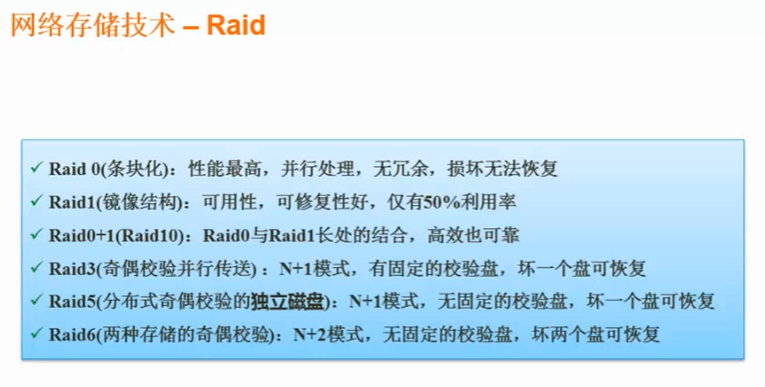 网络存储技术 – Raid
✓ Raid 0(条块化)：性能最高，并行处理，无冗余，损坏无法恢复
✓ Raid1(镜像结构)：可用性，可修复性好，仅有50%利用率
✓ Raid0+1(Raid10)：Raid0与Raid1长处的结合，高效也可靠
✓ Raid3(奇偶校验并行传送)：N+1模式，有固定的校验盘，坏一个盘可恢复
✓ Raid5(分布式奇偶校验的独立磁盘)：N+1模式，无固定的校验盘，坏一个盘可恢复
✓ Raid6(两种存储的奇偶校验)：N+2模式，无固定的校验盘，坏两个盘可恢复